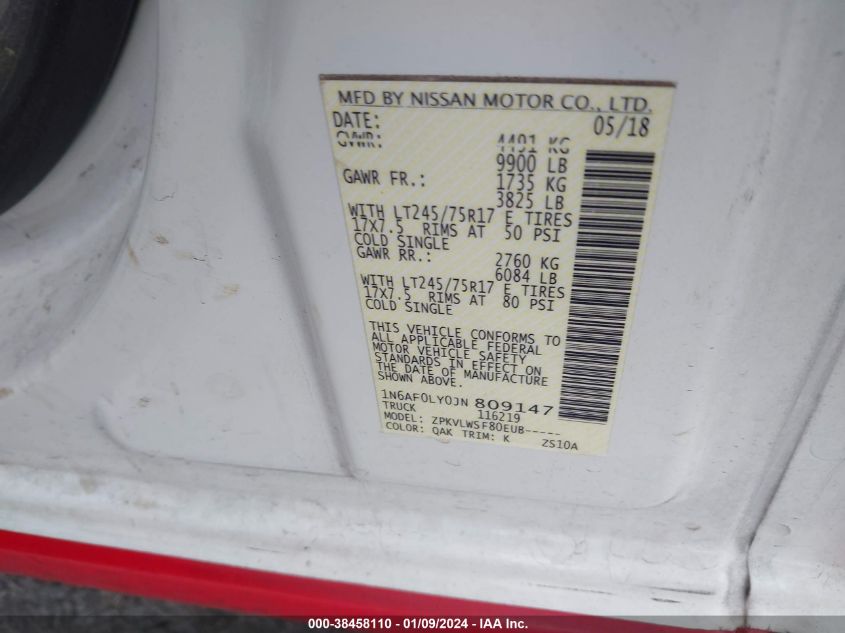 MFD BY NISSAN MOTOR CO., LTD.
DATE: 05/18
GVWR: 4491 KG
9900 LB
GAWR FR.: 1735 KG
3825 LB
WITH LT245/75R17 E TIRES
17X7.5 RIMS AT 50 PSI
COLD SINGLE
GAWR RR.: 2760 KG
6084 LB
WITH LT245/75R17 E TIRES
17X7.5 RIMS AT 80 PSI
COLD SINGLE
THIS VEHICLE CONFORMS TO
ALL APPLICABLE FEDERAL
MOTOR VEHICLE SAFETY
STANDARDS IN EFFECT ON
THE DATE OF MANUFACTURE
SHOWN ABOVE.
1N6AF0LY0JN 809147
TRUCK 116219
MODEL: ZPKVLWSF80EUB-----
COLOR: QAK TRIM: K ZS10A
000-38458110 - 01/09/2024 - IAA Inc.